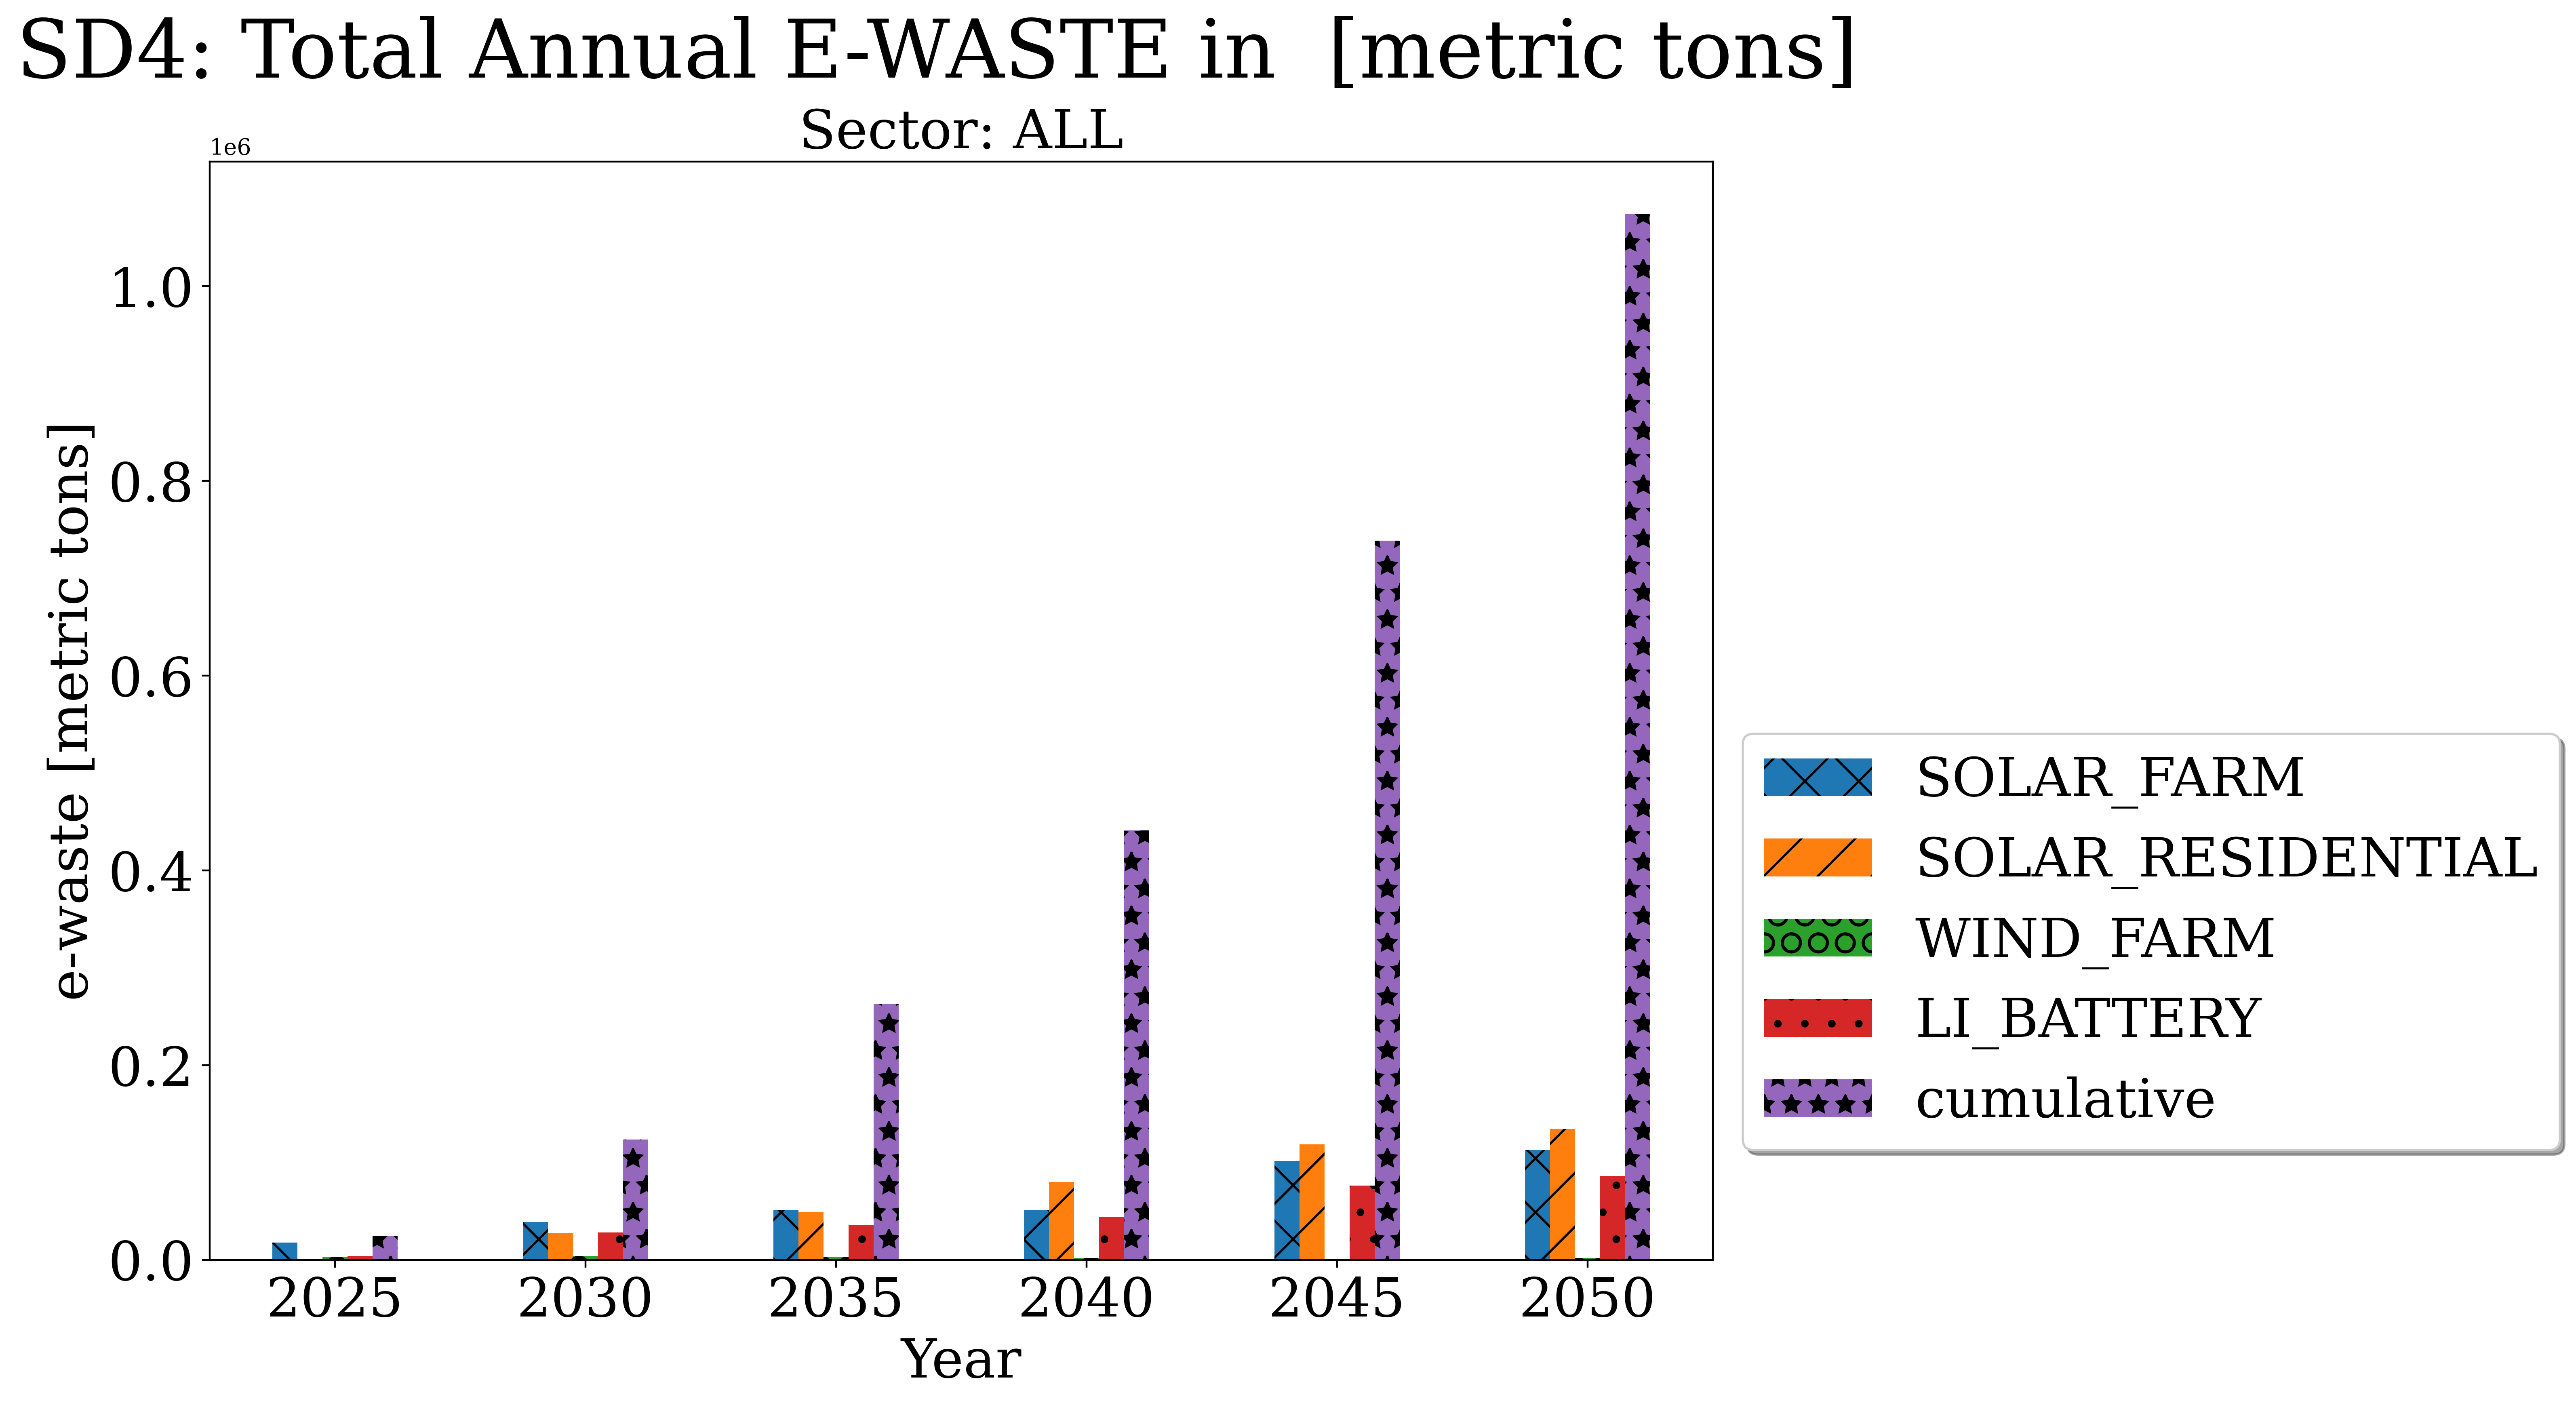 SD4: Total Annual E-WASTE in  [metric tons]
Sector: ALL
1e6
1.0
0.8
0.6
0.4
0.2
0.0
e-waste [metric tons]
2025 2030 2035 2040 2045 2050
Year
SOLAR_FARM
SOLAR_RESIDENTIAL
WIND_FARM
LI_BATTERY
cumulative